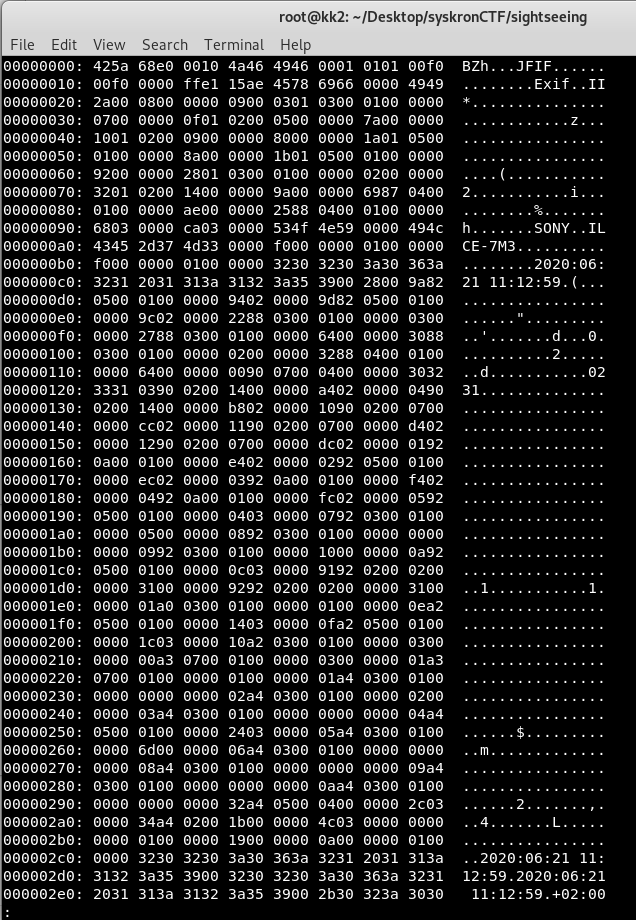 root@kk2: ~/Desktop/syskronCTF/sightseeing
File Edit View Search Terminal Help
00000000: 425a 68e0 0010 4a46 4946 0001 0101 00f0 BZh...JFIF......
00000010: 00f0 0000 ffe1 15ae 4578 6966 0000 4949 ........Exif..II
00000020: 2a00 0800 0000 0900 0301 0300 0100 0000 *...............
00000030: 0700 0000 0f01 0200 0500 0000 7a00 0000 ............z...
00000040: 1001 0200 0900 0000 8000 0000 1a01 0500 ................
00000050: 0100 0000 8a00 0000 1b01 0500 0100 0000 ................
00000060: 9200 0000 2801 0300 0100 0000 0200 0000 ....(...........
00000070: 3201 0200 1400 0000 9a00 0000 6987 0400 2...........i...
00000080: 0100 0000 ae00 0000 2588 0400 0100 0000 ........%.......
00000090: 6803 0000 ca03 0000 534f 4e59 0000 494c h.......SONY..IL
000000a0: 4345 2d37 4d33 0000 f000 0000 0100 0000 CE-7M3..........
000000b0: f000 0000 0100 0000 3230 3230 3a30 363a ........2020:06:
000000c0: 3231 2031 313a 3132 3a35 3900 2800 9a82 21 11:12:59.(...
000000d0: 0500 0100 0000 9402 0000 9d82 0500 0100 ................
000000e0: 0000 9c02 0000 2288 0300 0100 0000 0300 ......".........
000000f0: 0000 2788 0300 0100 0000 6400 0000 3088 ..'.......d...0.
00000100: 0300 0100 0000 0200 0000 3288 0400 0100 ..........2.....
00000110: 0000 6400 0000 0090 0700 0400 0000 3032 ..d...........02
00000120: 3331 0390 0200 1400 0000 a402 0000 0490 31..............
00000130: 0200 1400 0000 b802 0000 1090 0200 0700 ................
00000140: 0000 cc02 0000 1190 0200 0700 0000 d402 ................
00000150: 0000 1290 0200 0700 0000 dc02 0000 0192 ................
00000160: 0a00 0100 0000 e402 0000 0292 0500 0100 ................
00000170: 0000 ec02 0000 0392 0a00 0100 0000 f402 ................
00000180: 0000 0492 0a00 0100 0000 fc02 0000 0592 ................
00000190: 0500 0100 0000 0403 0000 0792 0300 0100 ................
000001a0: 0000 0500 0000 0892 0300 0100 0000 0000 ................
000001b0: 0000 0992 0300 0100 0000 1000 0000 0a92 ................
000001c0: 0500 0100 0000 0c03 0000 9192 0200 0200 ................
000001d0: 0000 3100 0000 9292 0200 0200 0000 3100 ..1...........1.
000001e0: 0000 01a0 0300 0100 0000 0100 0000 0ea2 ................
000001f0: 0500 0100 0000 1403 0000 0fa2 0500 0100 ................
00000200: 0000 1c03 0000 10a2 0300 0100 0000 0300 ................
00000210: 0000 00a3 0700 0100 0000 0300 0000 01a3 ................
00000220: 0700 0100 0000 0100 0000 01a4 0300 0100 ................
00000230: 0000 0000 0000 02a4 0300 0100 0000 0200 ................
00000240: 0000 03a4 0300 0100 0000 0000 0000 04a4 ................
00000250: 0500 0100 0000 2403 0000 05a4 0300 0100 ......$.........
00000260: 0000 6d00 0000 06a4 0300 0100 0000 0000 ..m.............
00000270: 0000 08a4 0300 0100 0000 0000 0000 09a4 ................
00000280: 0300 0100 0000 0000 0000 0aa4 0300 0100 ................
00000290: 0000 0000 0000 32a4 0500 0400 0000 2c03 ......2.......,.
000002a0: 0000 34a4 0200 1b00 0000 4c03 0000 0000 ..4.......L.....
000002b0: 0000 0100 0000 1900 0000 0a00 0000 0100 ................
000002c0: 0000 3230 3230 3a30 363a 3231 2031 313a ..2020:06:21 11:
000002d0: 3132 3a35 3900 3230 3230 3a30 363a 3231 12:59.2020:06:21
000002e0: 2031 313a 3132 3a35 3900 2b30 323a 3030 11:12:59.+02:00
: